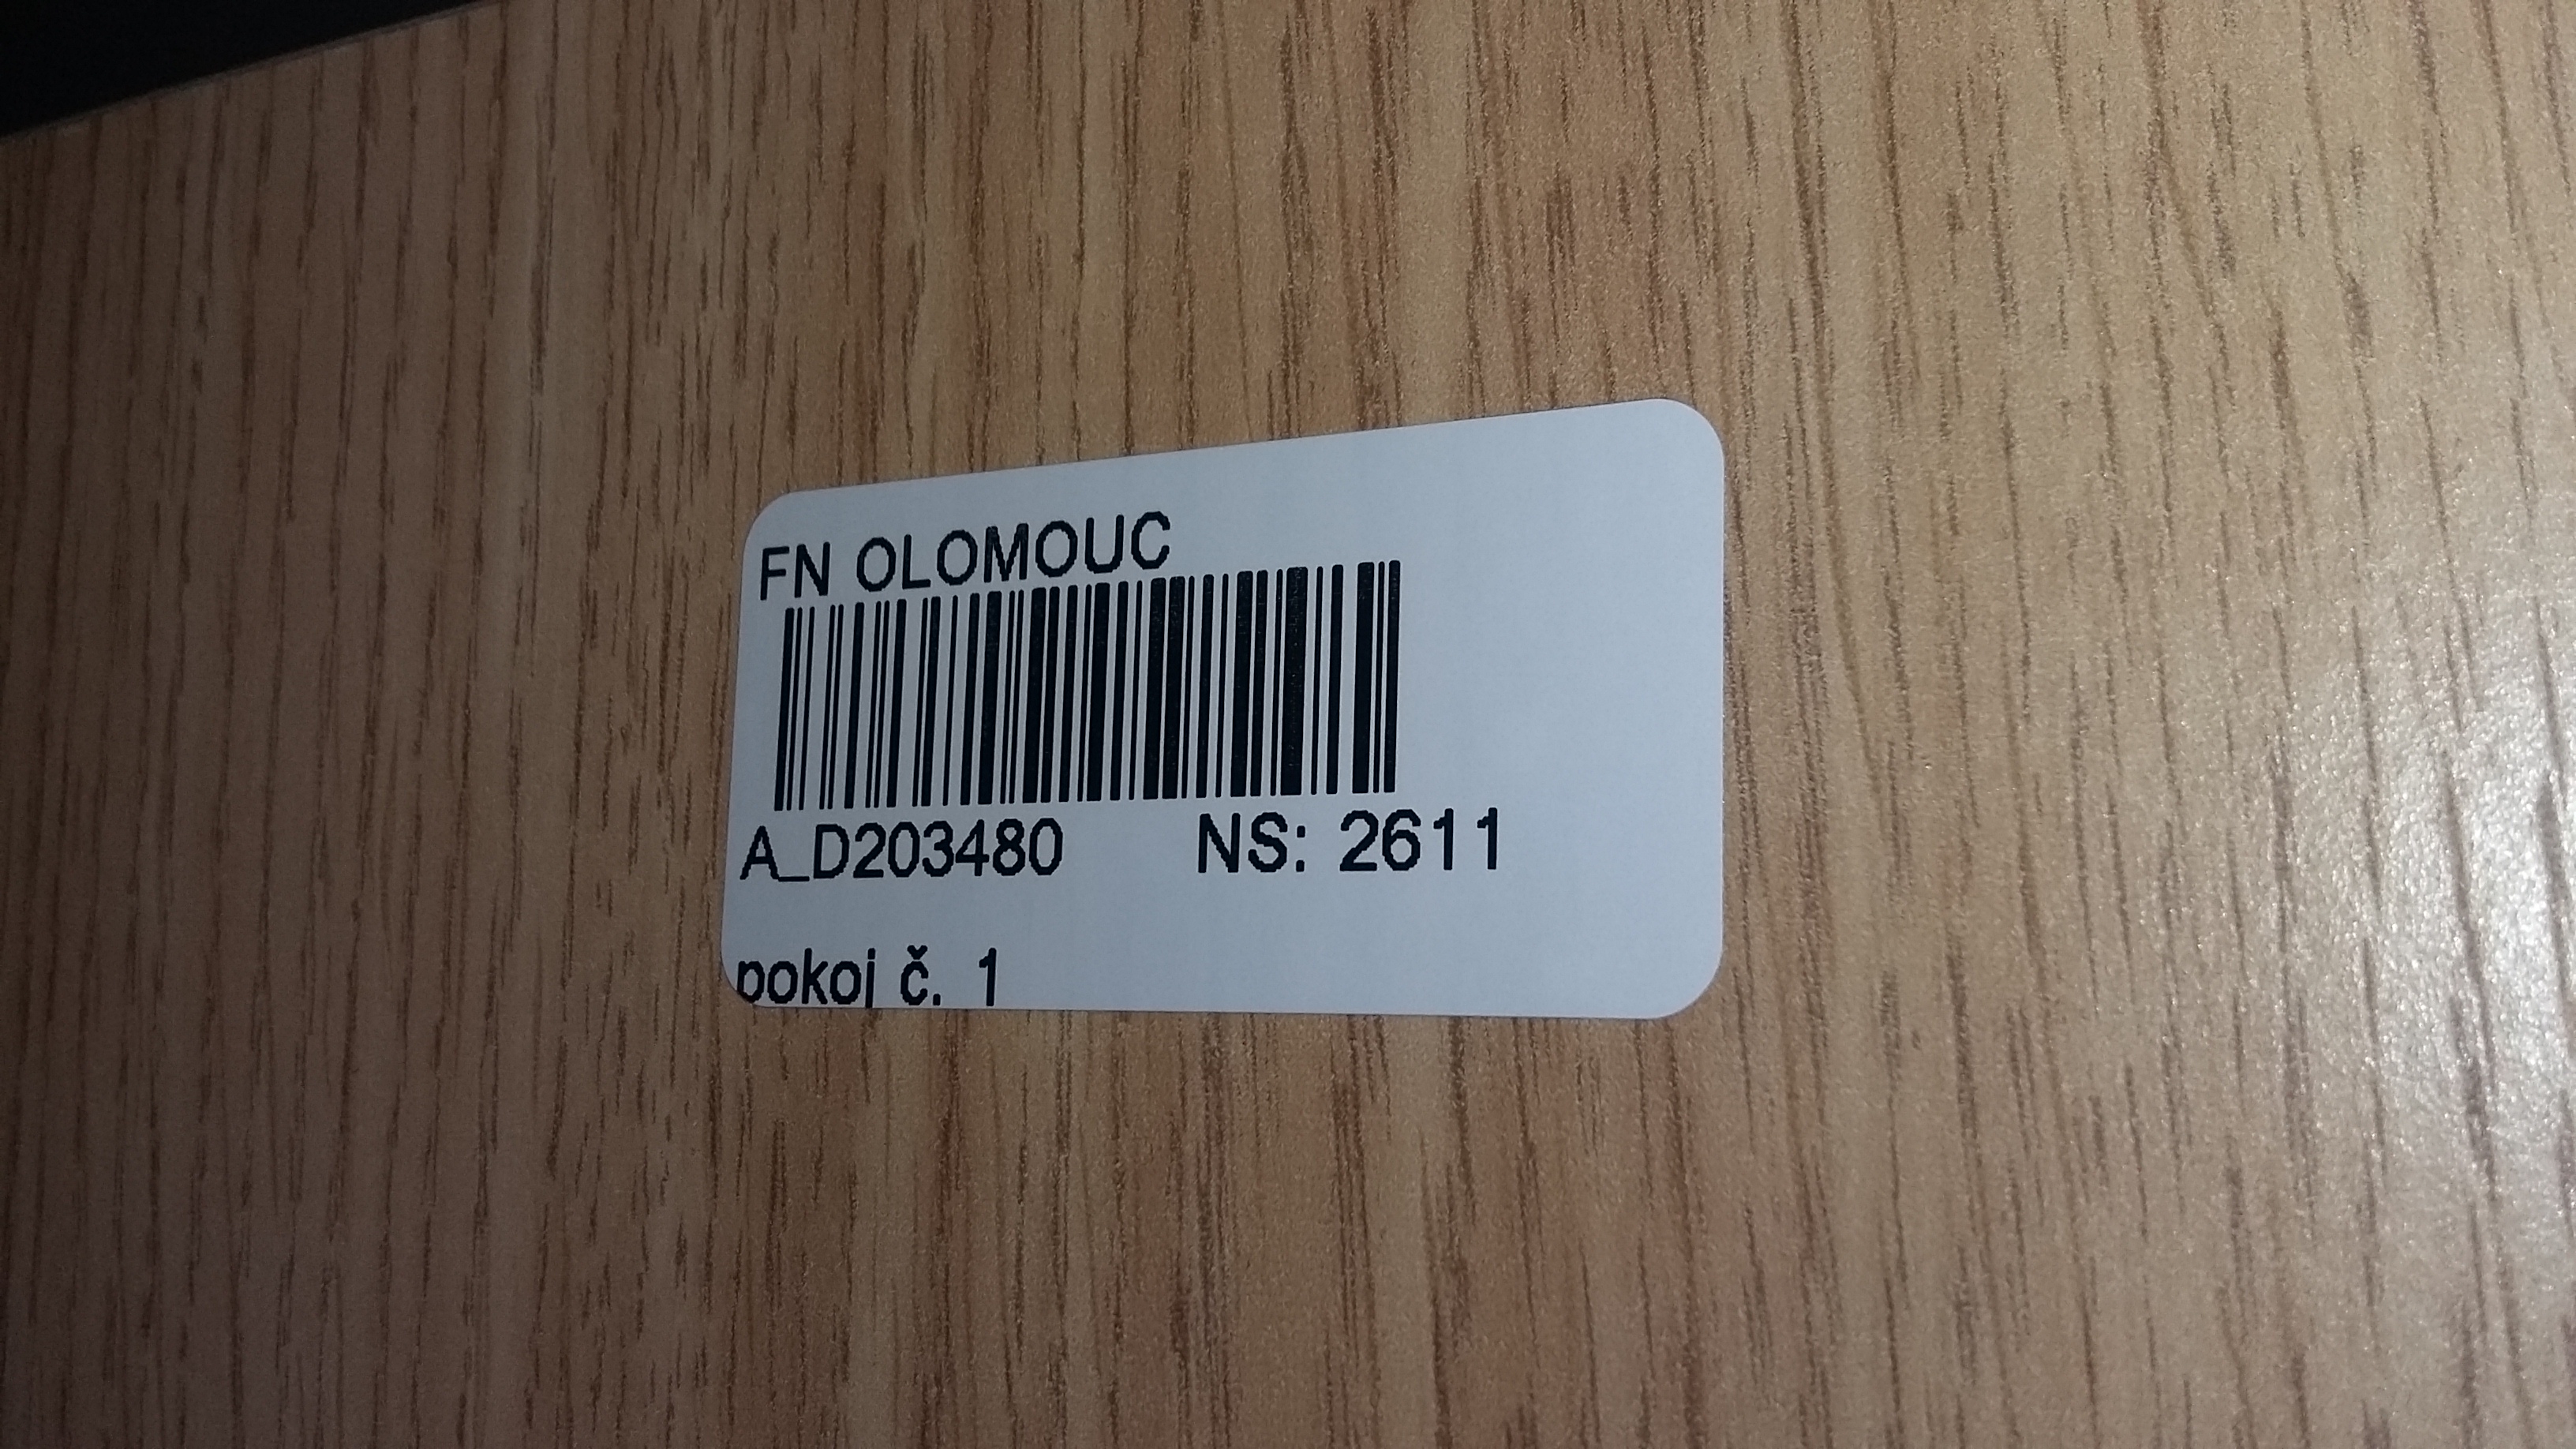 FN OLOMOUC
A_D203480 NS: 2611
pokoj č. 1